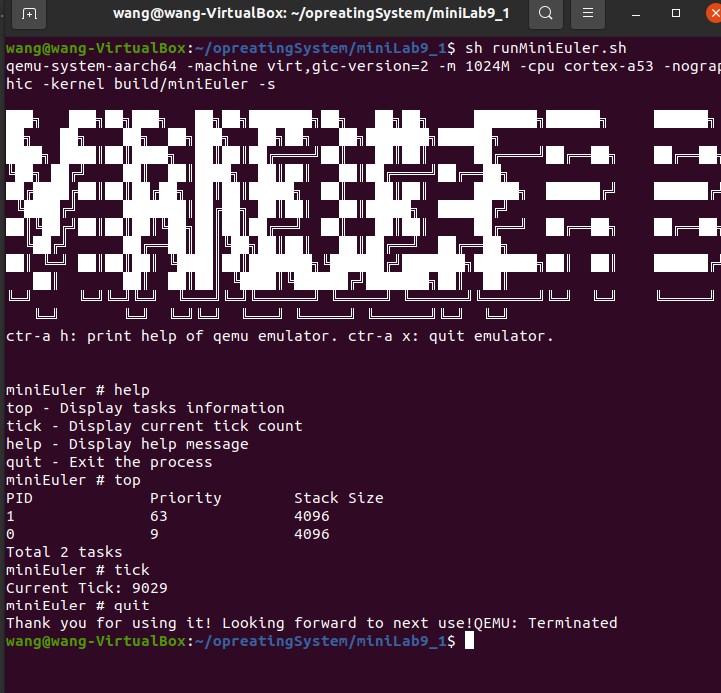 wang@wang-VirtualBox: ~/opreatingSystem/miniLab9_1
wang@wang-VirtualBox:~/opreatingSystem/miniLab9_1$ sh runMiniEuler.sh
qemu-system-aarch64 -machine virt,gic-version=2 -m 1024M -cpu cortex-a53 -nograp
hic -kernel build/miniEuler -s
ctr-a h: print help of qemu emulator. ctr-a x: quit emulator.
miniEuler # help
top - Display tasks information
tick - Display current tick count
help - Display help message
quit - Exit the process
miniEuler # top
PID Priority Stack Size
1 63 4096
0 9 4096
Total 2 tasks
miniEuler # tick
Current Tick: 9029
miniEuler # quit
Thank you for using it! Looking forward to next use!QEMU: Terminated
wang@wang-VirtualBox:~/opreatingSystem/miniLab9_1$